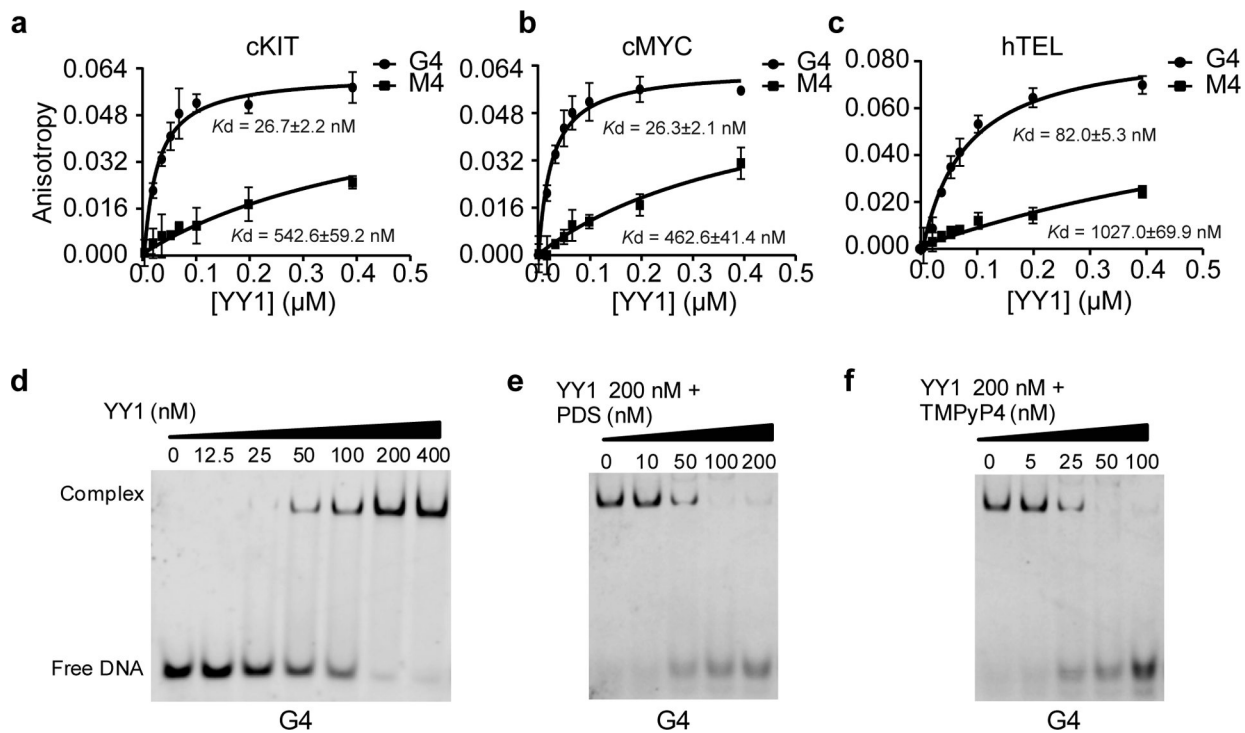 a
cKIT
G4
M4
0.064
0.048
0.032
0.016
0.000
Anisotropy
Kd = 26.7±2.2 nM
Kd = 542.6±59.2 nM
0.0 0.1 0.2 0.3 0.4 0.5
[YY1] (μM)
b
cMYC
G4
M4
0.064
0.048
0.032
0.016
0.000
Kd = 26.3±2.1 nM
Kd = 462.6±41.4 nM
0.0 0.1 0.2 0.3 0.4 0.5
[YY1] (μM)
c
hTEL
G4
M4
0.080
0.060
0.040
0.020
0.000
Kd = 82.0±5.3 nM
Kd = 1027.0±69.9 nM
0.0 0.1 0.2 0.3 0.4 0.5
[YY1] (μM)
d
YY1 (nM)
0 12.5 25 50 100 200 400
Complex
Free DNA
G4
e
YY1 200 nM +
PDS (nM)
0 10 50 100 200
G4
f
YY1 200 nM +
TMPyP4 (nM)
0 5 25 50 100
G4